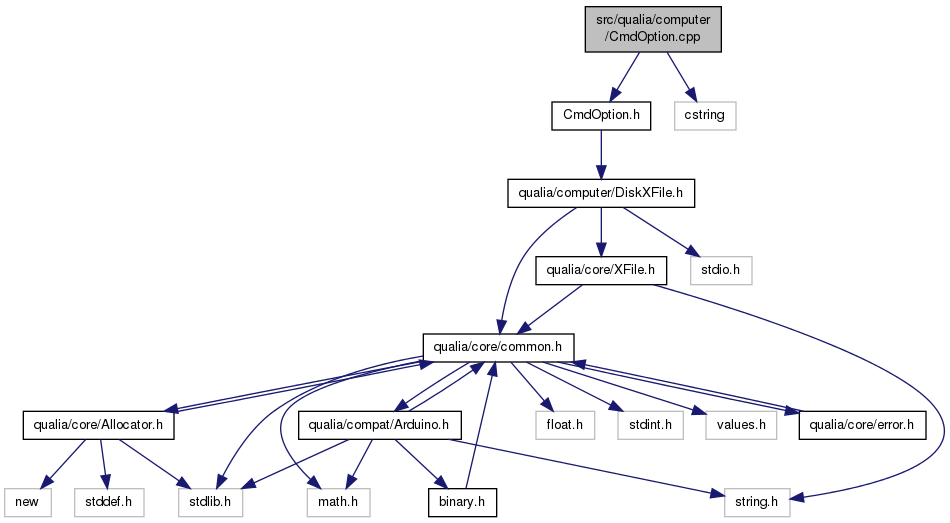 src/qualia/computer
/CmdOption.cpp
CmdOption.h
cstring
qualia/computer/DiskXFile.h
qualia/core/XFile.h
stdio.h
qualia/core/common.h
qualia/core/Allocator.h
qualia/compat/Arduino.h
float.h
stdint.h
values.h
qualia/core/error.h
new
stddef.h
stdlib.h
math.h
binary.h
string.h